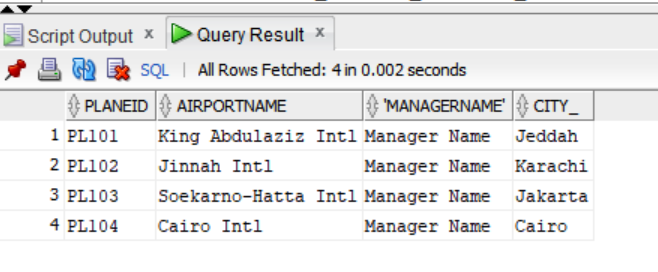 Script Output × Query Result ×
SQL | All Rows Fetched: 4 in 0.002 seconds
PLANEID AIRPORTNAME 'MANAGERNAME' CITY_
1 PL101 King Abdulaziz Intl Manager Name Jeddah
2 PL102 Jinnah Intl Manager Name Karachi
3 PL103 Soekarno-Hatta Intl Manager Name Jakarta
4 PL104 Cairo Intl Manager Name Cairo